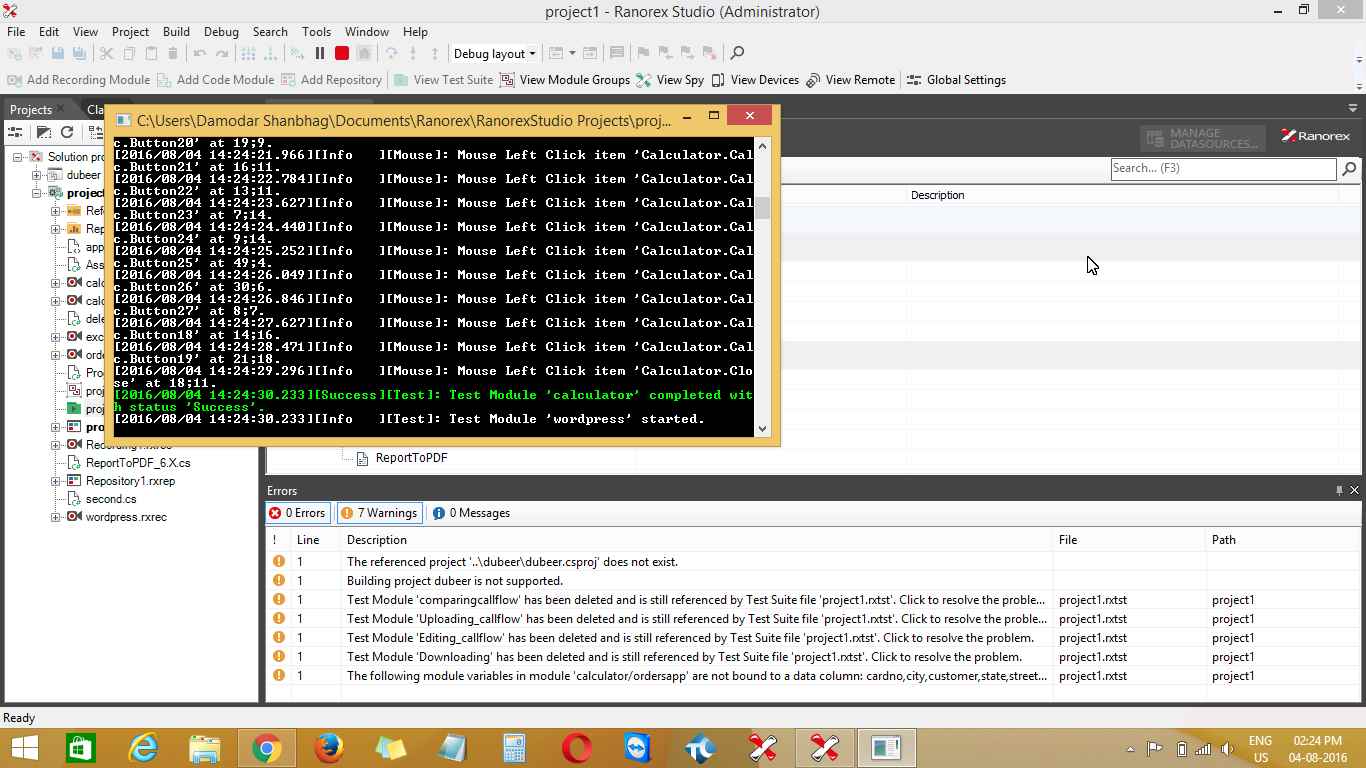 project1 - Ranorex Studio (Administrator)
File Edit View Project Build Debug Search Tools Window Help
Debug layout
Add Recording Module Add Code Module Add Repository View Test Suite View Module Groups View Spy View Devices View Remote Global Settings
Projects Cla
C:\Users\Damodar Shanbhag\Documents\Ranorex\RanorexStudio Projects\proj...
MANAGE DATASOURCES... Ranorex
Search... (F3)
Description
Solution pro
dubeer
project
Refe
Rep
app
Ass
calc
calc
dele
exc
orde
Prog
proj
proj
pro
Recording1.rxrec
ReportToPDF_6.X.cs
Repository1.rxrep
second.cs
wordpress.rxrec
c.Button20' at 19;9.
[2016/08/04 14:24:21.966][Info   ][Mouse]: Mouse Left Click item 'Calculator.Cal
c.Button21' at 16;11.
[2016/08/04 14:24:22.784][Info   ][Mouse]: Mouse Left Click item 'Calculator.Cal
c.Button22' at 13;11.
[2016/08/04 14:24:23.627][Info   ][Mouse]: Mouse Left Click item 'Calculator.Cal
c.Button23' at 7;14.
[2016/08/04 14:24:24.440][Info   ][Mouse]: Mouse Left Click item 'Calculator.Cal
c.Button24' at 9;14.
[2016/08/04 14:24:25.252][Info   ][Mouse]: Mouse Left Click item 'Calculator.Cal
c.Button25' at 49;4.
[2016/08/04 14:24:26.049][Info   ][Mouse]: Mouse Left Click item 'Calculator.Cal
c.Button26' at 30;6.
[2016/08/04 14:24:26.846][Info   ][Mouse]: Mouse Left Click item 'Calculator.Cal
c.Button27' at 8;7.
[2016/08/04 14:24:27.627][Info   ][Mouse]: Mouse Left Click item 'Calculator.Cal
c.Button18' at 14;16.
[2016/08/04 14:24:28.471][Info   ][Mouse]: Mouse Left Click item 'Calculator.Cal
c.Button19' at 21;18.
[2016/08/04 14:24:29.296][Info   ][Mouse]: Mouse Left Click item 'Calculator.Clo
se' at 18;11.
[2016/08/04 14:24:30.233][Success][Test]: Test Module 'calculator' completed wit
h status 'Success'.
[2016/08/04 14:24:30.233][Info   ][Test]: Test Module 'wordpress' started.
ReportToPDF
Errors
0 Errors 7 Warnings 0 Messages
! Line Description File Path
1 The referenced project '..\dubeer\dubeer.csproj' does not exist.
1 Building project dubeer is not supported.
1 Test Module 'comparingcallflow' has been deleted and is still referenced by Test Suite file 'project1.rxtst'. Click to resolve the proble... project1.rxtst project1
1 Test Module 'Uploading_callflow' has been deleted and is still referenced by Test Suite file 'project1.rxtst'. Click to resolve the proble... project1.rxtst project1
1 Test Module 'Editing_callflow' has been deleted and is still referenced by Test Suite file 'project1.rxtst'. Click to resolve the problem. project1.rxtst project1
1 Test Module 'Downloading' has been deleted and is still referenced by Test Suite file 'project1.rxtst'. Click to resolve the problem. project1.rxtst project1
1 The following module variables in module 'calculator/ordersapp' are not bound to a data column: cardno,city,customer,state,street... project1.rxtst project1
Ready
ENG 02:24 PM
US 04-08-2016